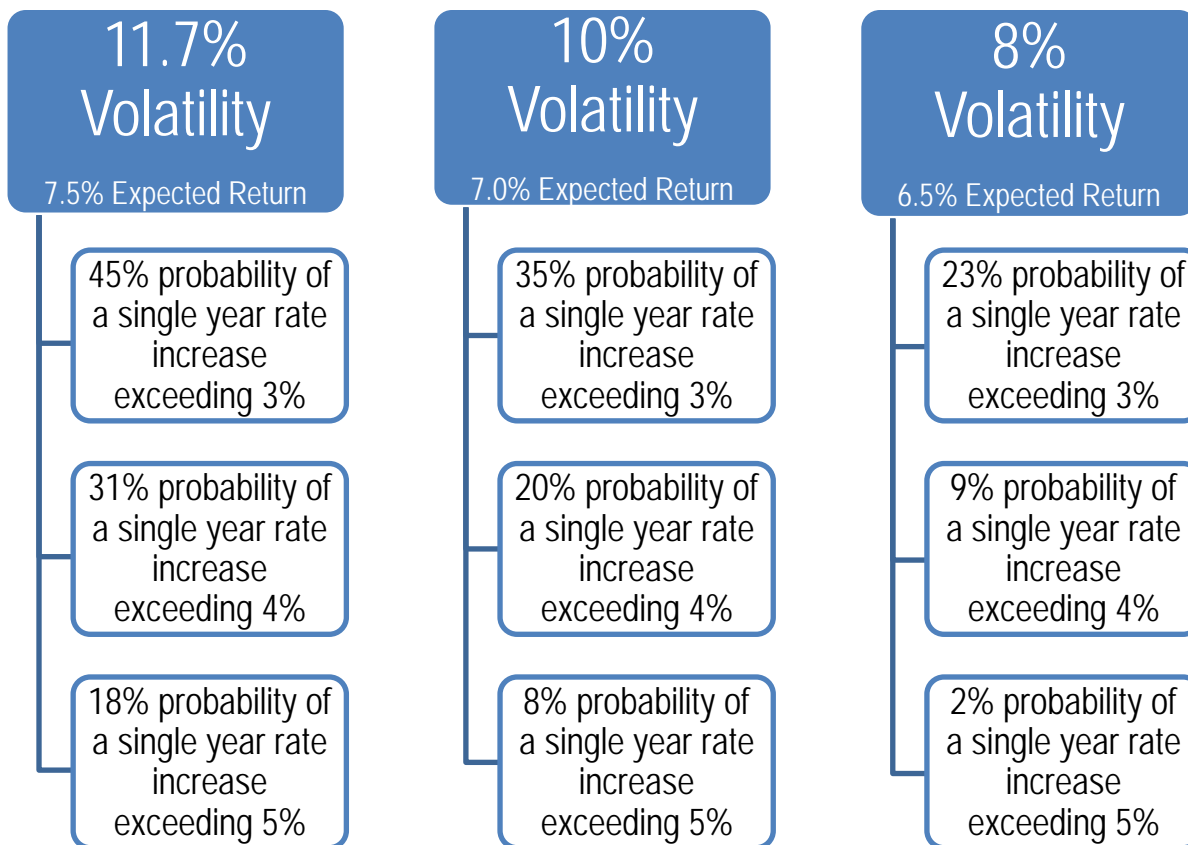 11.7%
Volatility
7.5% Expected Return
45% probability of
a single year rate
increase
exceeding 3%
31% probability of
a single year rate
increase
exceeding 4%
18% probability of
a single year rate
increase
exceeding 5%
10%
Volatility
7.0% Expected Return
35% probability of
a single year rate
increase
exceeding 3%
20% probability of
a single year rate
increase
exceeding 4%
8% probability of
a single year rate
increase
exceeding 5%
8%
Volatility
6.5% Expected Return
23% probability of
a single year rate
increase
exceeding 3%
9% probability of
a single year rate
increase
exceeding 4%
2% probability of
a single year rate
increase
exceeding 5%